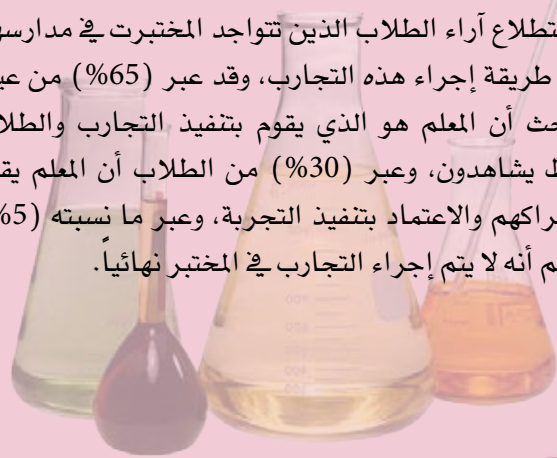 ستطلاع آراء الطلاب الذين تتواجد المختبرت في مدارسه
طريقة إجراء هذه التجارب، وقد عبر (65%) من عي
حث أن المعلم هو الذي يقوم بتنفيذ التجارب والطلا
ط يشاهدون، وعبر (30%) من الطلاب أن المعلم يق
راكهم والاعتماد بتنفيذ التجربة، وعبر ما نسبته (5%
م أنه لا يتم إجراء التجارب في المختبر نهائياً.